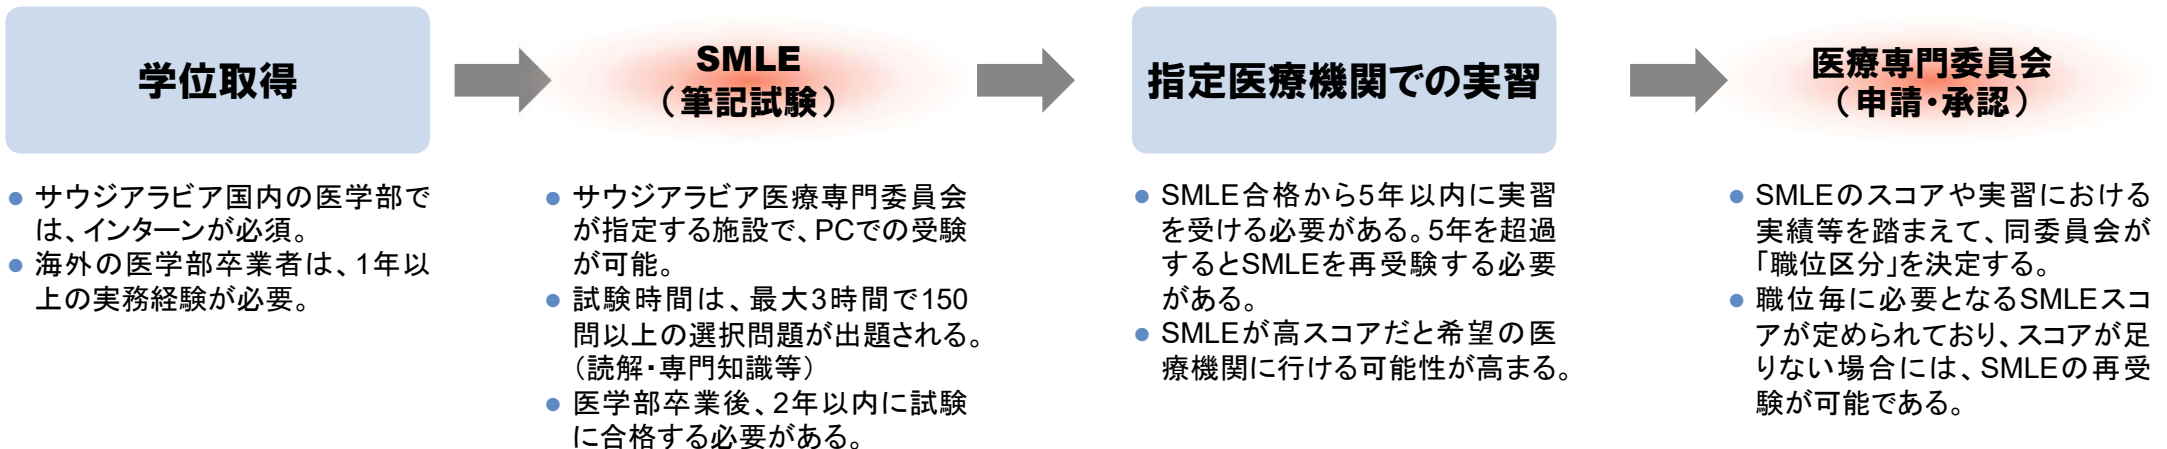 学位取得
サウジアラビア国内の医学部で
は、インターンが必須。
海外の医学部卒業者は、1年以
上の実務経験が必要。
SMLE
（筆記試験）
サウジアラビア医療専門委員会
が指定する施設で、PCでの受験
が可能。
試験時間は、最大3時間で150
問以上の選択問題が出題される。
（読解・専門知識等）
医学部卒業後、2年以内に試験
に合格する必要がある。
指定医療機関での実習
SMLE合格から5年以内に実習
を受ける必要がある。5年を超過
するとSMLEを再受験する必要
がある。
SMLEが高スコアだと希望の医
療機関に行ける可能性が高まる。
医療専門委員会
（申請・承認）
SMLEのスコアや実習における
実績等を踏まえて、同委員会が
「職位区分」を決定する。
職位毎に必要となるSMLEスコ
アが定められており、スコアが足
りない場合には、SMLEの再受
験が可能である。